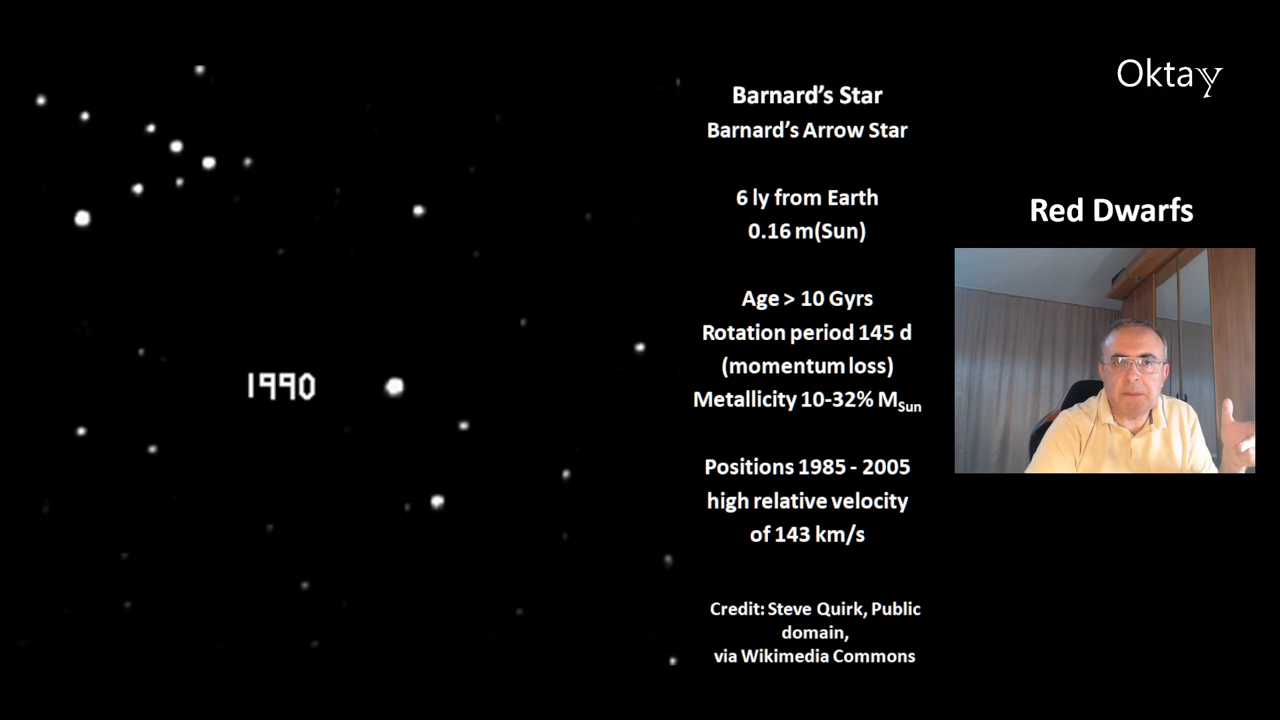 Oktay
Barnard’s Star
Barnard’s Arrow Star
6 ly from Earth
0.16 m(Sun)
Age > 10 Gyrs
Rotation period 145 d
(momentum loss)
Metallicity 10-32% MSun
Positions 1985 - 2005
high relative velocity
of 143 km/s
Credit: Steve Quirk, Public
domain,
via Wikimedia Commons
1990
Red Dwarfs